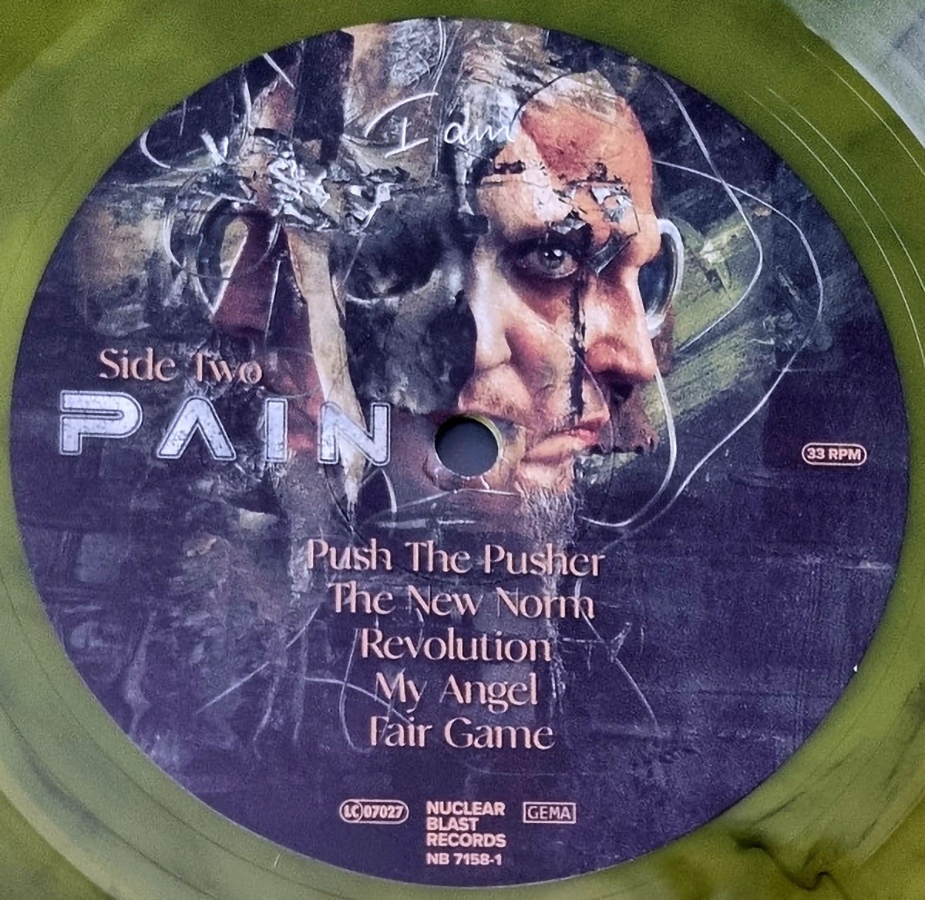 I am
Side Two
PAIN
33 RPM
Push The Pusher
The New Norm
Revolution
My Angel
Fair Game
LC 07027
NUCLEAR
BLAST
RECORDS
NB 7158-1
GEMA